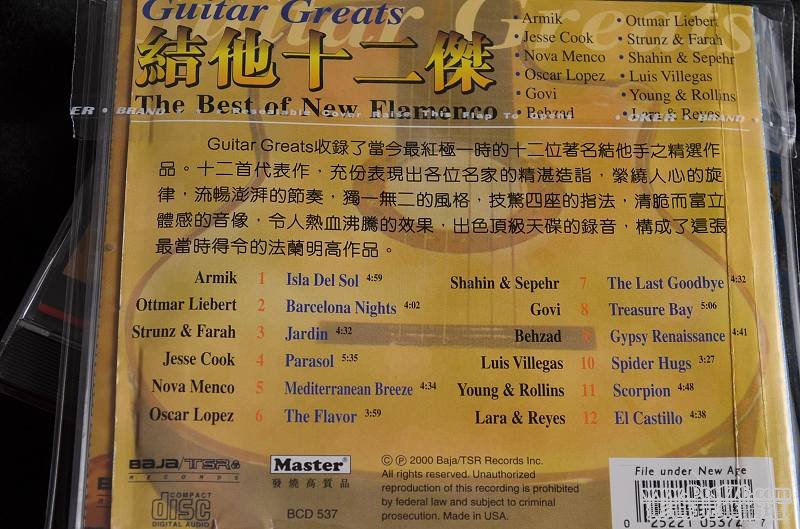 Guitar Greats
結他十二傑
The Best of New Flamenco
Armik
Jesse Cook
Nova Menco
Oscar Lopez
Govi
Behzad
Ottmar Liebert
Strunz & Farah
Shahin & Sepehr
Luis Villegas
Young & Rollins
Lara & Reyes
Guitar Greats收錄了當今最紅極一時的十二位著名結他手之精選作
品。十二首代表作，充份表現出各位名家的精湛造詣，縈繞人心的旋
律，流暢澎湃的節奏，獨一無二的風格，技驚四座的指法，清脆而富立
體感的音像，令人熱血沸騰的效果，出色頂級天碟的錄音，構成了這張
最當時得令的法蘭明高作品。
Armik 1 Isla Del Sol 4:59
Ottmar Liebert 2 Barcelona Nights 4:02
Strunz & Farah 3 Jardin 4:32
Jesse Cook 4 Parasol 5:35
Nova Menco 5 Mediterranean Breeze 4:34
Oscar Lopez 6 The Flavor 3:59
Shahin & Sepehr 7 The Last Goodbye 4:32
Govi 8 Treasure Bay 5:06
Behzad 9 Gypsy Renaissance 4:41
Luis Villegas 10 Spider Hugs 3:27
Young & Rollins 11 Scorpion 4:48
Lara & Reyes 12 El Castillo 4:38
BAJA/TSR
RECORDS
COMPACT
disc
DIGITAL AUDIO
Master
發燒高質品
BCD 537
© ℗ 2000 Baja/TSR Records Inc.
All rights reserved. Unauthorized
reproduction of this recording is prohibited
by federal law and subject to criminal
prosecution. Made in USA.
File under New Age